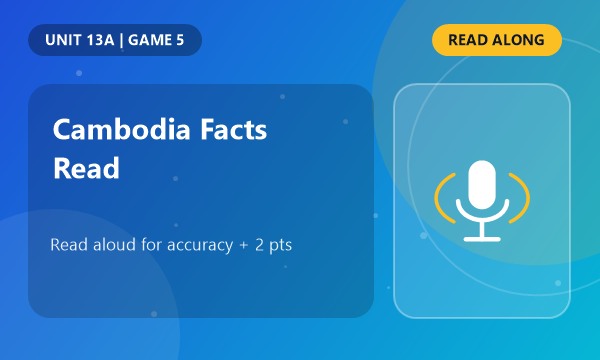 UNIT 13A | GAME 5
READ ALONG
Cambodia Facts
Read
Read aloud for accuracy + 2 pts